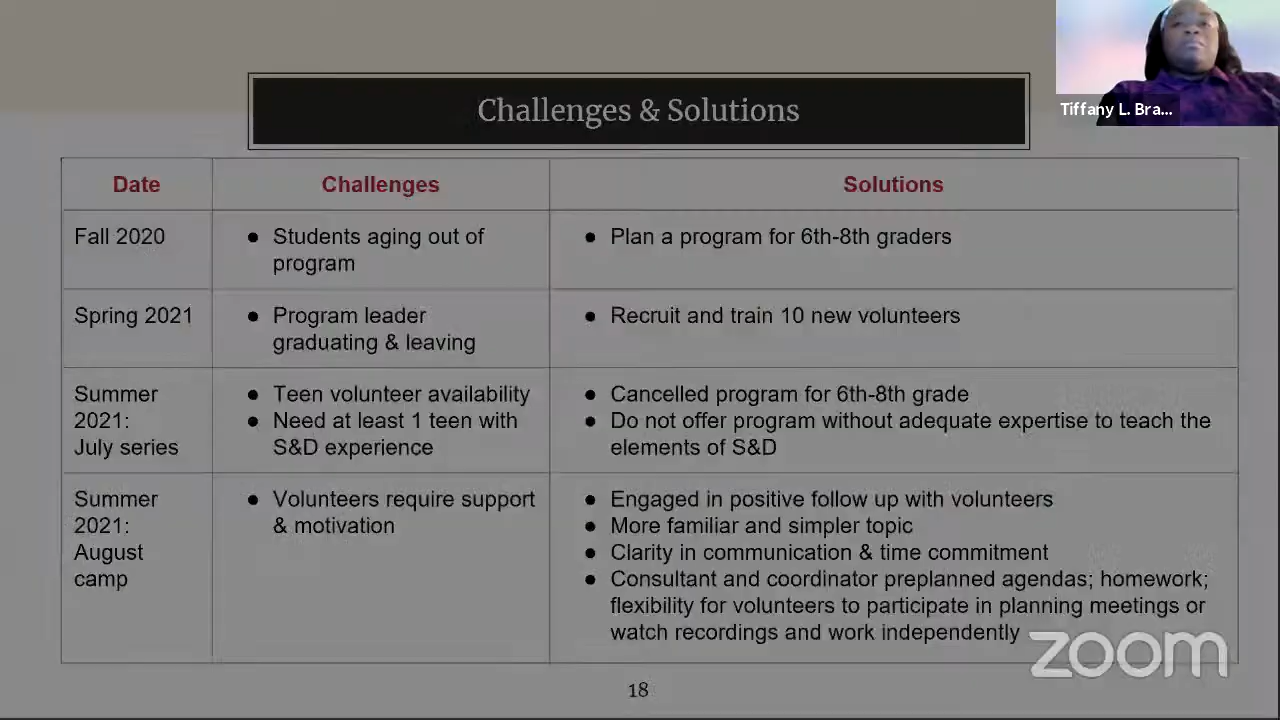 Tiffany L. Bra...
Challenges & Solutions
Date
Challenges
Solutions
Fall 2020
● Students aging out of
program
● Plan a program for 6th-8th graders
Spring 2021
● Program leader
graduating & leaving
● Recruit and train 10 new volunteers
Summer
2021:
July series
● Teen volunteer availability
● Need at least 1 teen with
S&D experience
● Cancelled program for 6th-8th grade
● Do not offer program without adequate expertise to teach the
elements of S&D
Summer
2021:
August
camp
● Volunteers require support
& motivation
● Engaged in positive follow up with volunteers
● More familiar and simpler topic
● Clarity in communication & time commitment
● Consultant and coordinator preplanned agendas; homework;
flexibility for volunteers to participate in planning meetings or
watch recordings and work independently
zoom
18